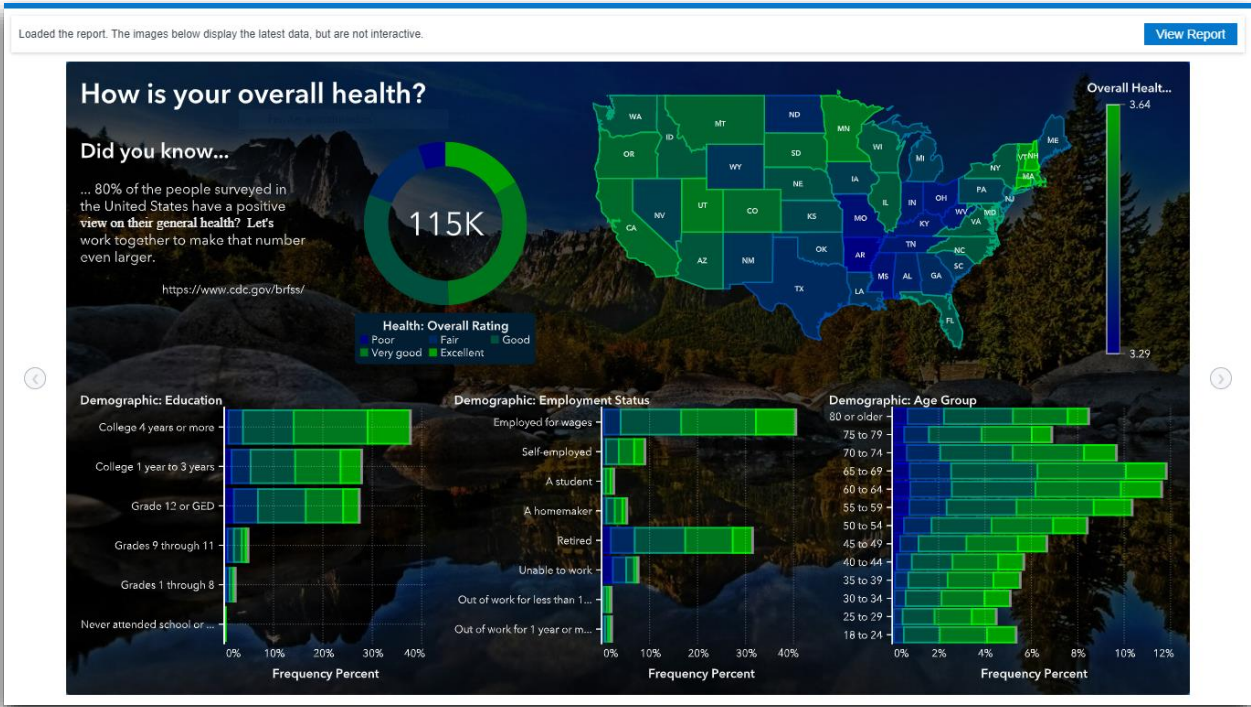 Loaded the report. The images below display the latest data, but are not interactive.
View Report
How is your overall health?
Did you know...
... 80% of the people surveyed in
the United States have a positive
view on their general health? Let's
work together to make that number
even larger.
https://www.cdc.gov/brfss/
115K
Health: Overall Rating
Poor Fair Good
Very good Excellent
WA
MT
ND
MN
ME
ID
OR
SD
WI
MI
NY
VT
NH
MA
WY
IA
NE
PA
NJ
NV
UT
CO
KS
MO
IL
IN
OH
WV
MD
VA
KY
CA
AZ
NM
OK
AR
TN
NC
SC
TX
LA
MS
AL
GA
FL
Overall Healt...
3.64
3.29
Demographic: Education
College 4 years or more
College 1 year to 3 years
Grade 12 or GED
Grades 9 through 11
Grades 1 through 8
Never attended school or ...
0% 10% 20% 30% 40%
Frequency Percent
Demographic: Employment Status
Employed for wages
Self-employed
A student
A homemaker
Retired
Unable to work
Out of work for less than 1...
Out of work for 1 year or m...
0% 10% 20% 30% 40%
Frequency Percent
Demographic: Age Group
80 or older
75 to 79
70 to 74
65 to 69
60 to 64
55 to 59
50 to 54
45 to 49
40 to 44
35 to 39
30 to 34
25 to 29
18 to 24
0% 2% 4% 6% 8% 10% 12%
Frequency Percent